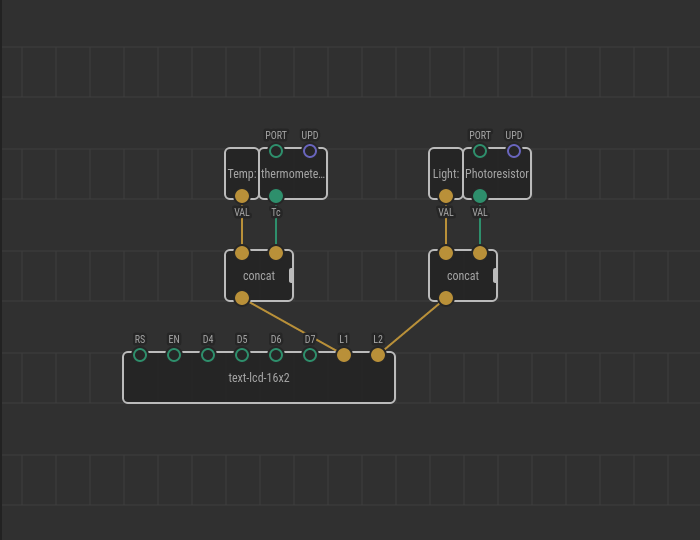 PORT UPD PORT UPD
Temp: thermomete... Light: Photoresistor
VAL Tc VAL VAL
concat concat
RS EN D4 D5 D6 D7 L1 L2
text-lcd-16x2